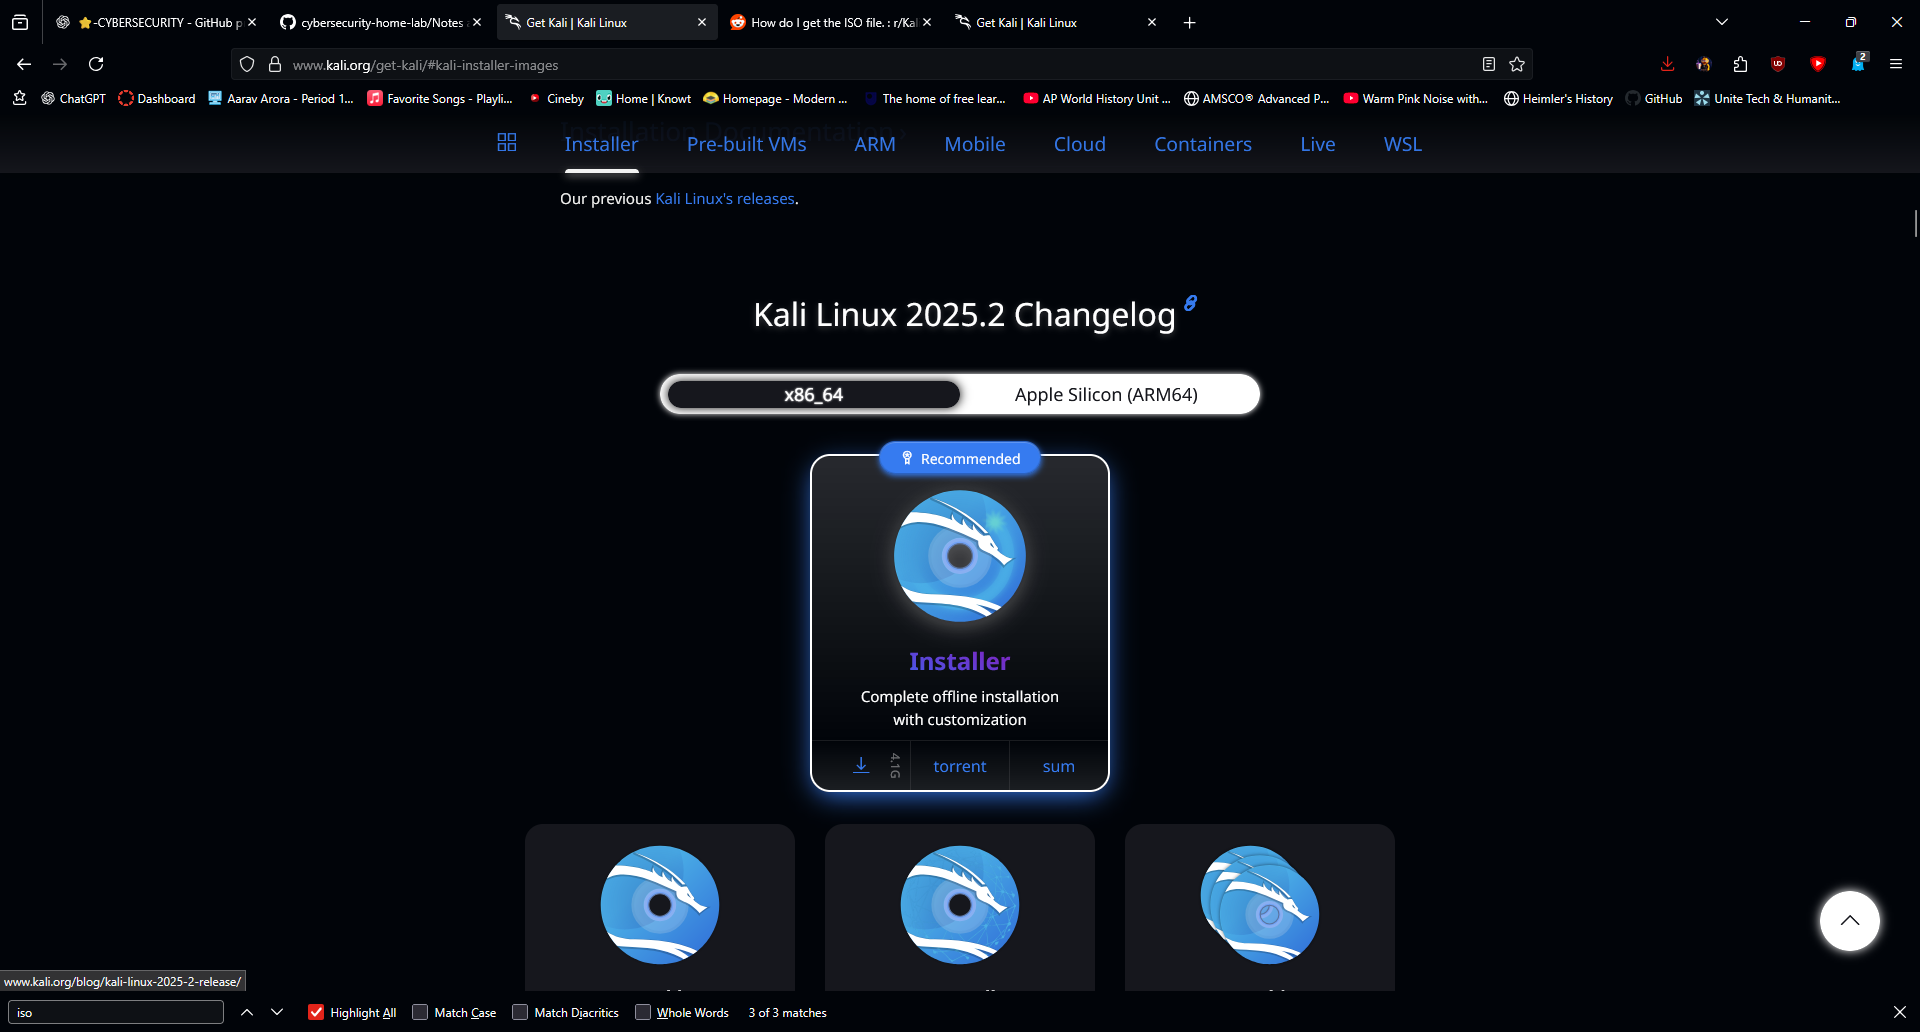 ⭐-CYBERSECURITY - GitHub p
cybersecurity-home-lab/Notes
Get Kali | Kali Linux
How do I get the ISO file. : r/Kal
Get Kali | Kali Linux
www.kali.org/get-kali/#kali-installer-images
2
ChatGPT
Dashboard
Aarav Arora - Period 1...
Favorite Songs - Playli...
Cineby
Home | Knowt
Homepage - Modern ...
The home of free lear...
AP World History Unit ...
AMSCO® Advanced P...
Warm Pink Noise with...
Heimler's History
GitHub
Unite Tech & Humanit...
Installation Documentation ›
Installer
Pre-built VMs
ARM
Mobile
Cloud
Containers
Live
WSL
Our previous Kali Linux's releases.
Kali Linux 2025.2 Changelog
x86_64
Apple Silicon (ARM64)
Recommended
Installer
Complete offline installation
with customization
4.1G
torrent
sum
www.kali.org/blog/kali-linux-2025-2-release/
iso
Highlight All
Match Case
Match Diacritics
Whole Words
3 of 3 matches